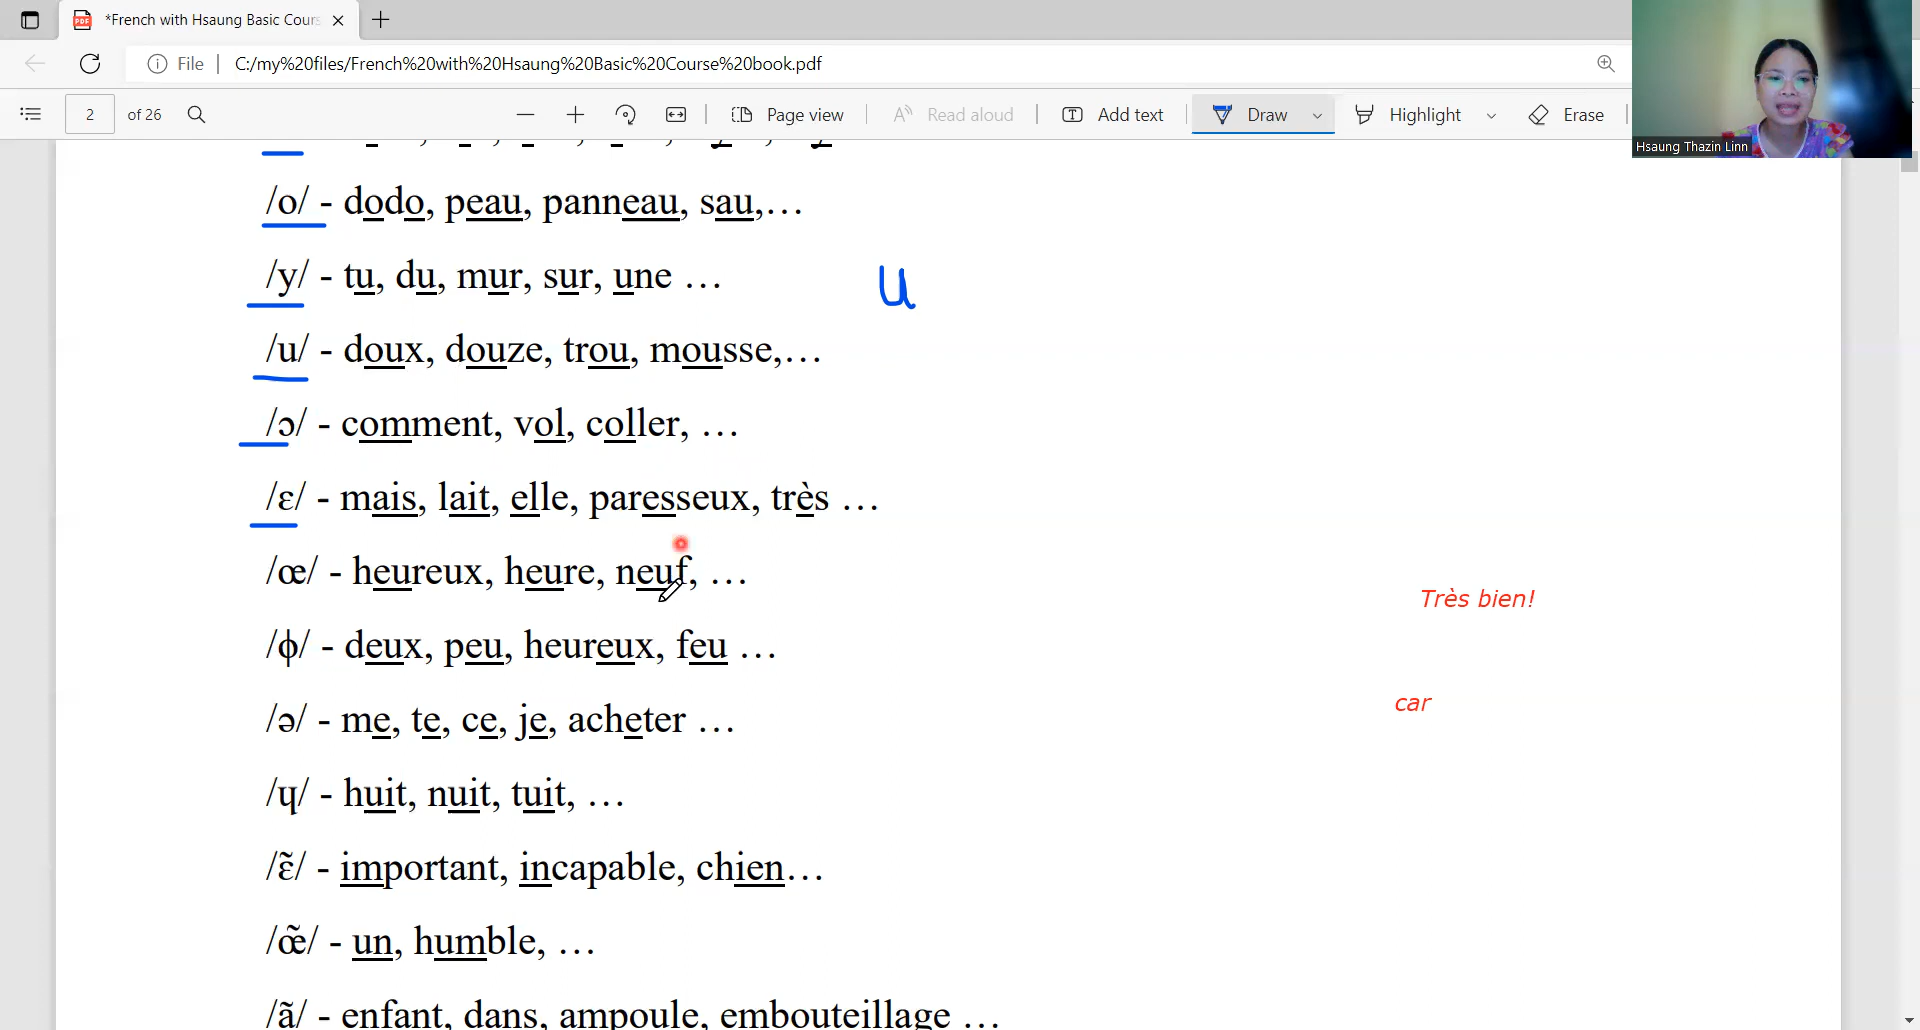 *French with Hsaung Basic Cours
File | C:/my%20files/French%20with%20Hsaung%20Basic%20Course%20book.pdf
2 of 26 Page view Read aloud Add text Draw Highlight Erase
Hsaung Thazin Linn
/o/ - dodo, peau, panneau, sau,…
/y/ - tu, du, mur, sur, une …
u
/u/ - doux, douze, trou, mousse,…
/ɔ/ - comment, vol, coller, …
/ɛ/ - mais, lait, elle, paresseux, très …
/œ/ - heureux, heure, neuf, …
Très bien!
/ɸ/ - deux, peu, heureux, feu …
car
/ə/ - me, te, ce, je, acheter …
/ɥ/ - huit, nuit, tuit, …
/ɛ̃/ - important, incapable, chien…
/œ̃/ - un, humble, …
/ã/ - enfant, dans, ampoule, embouteillage …